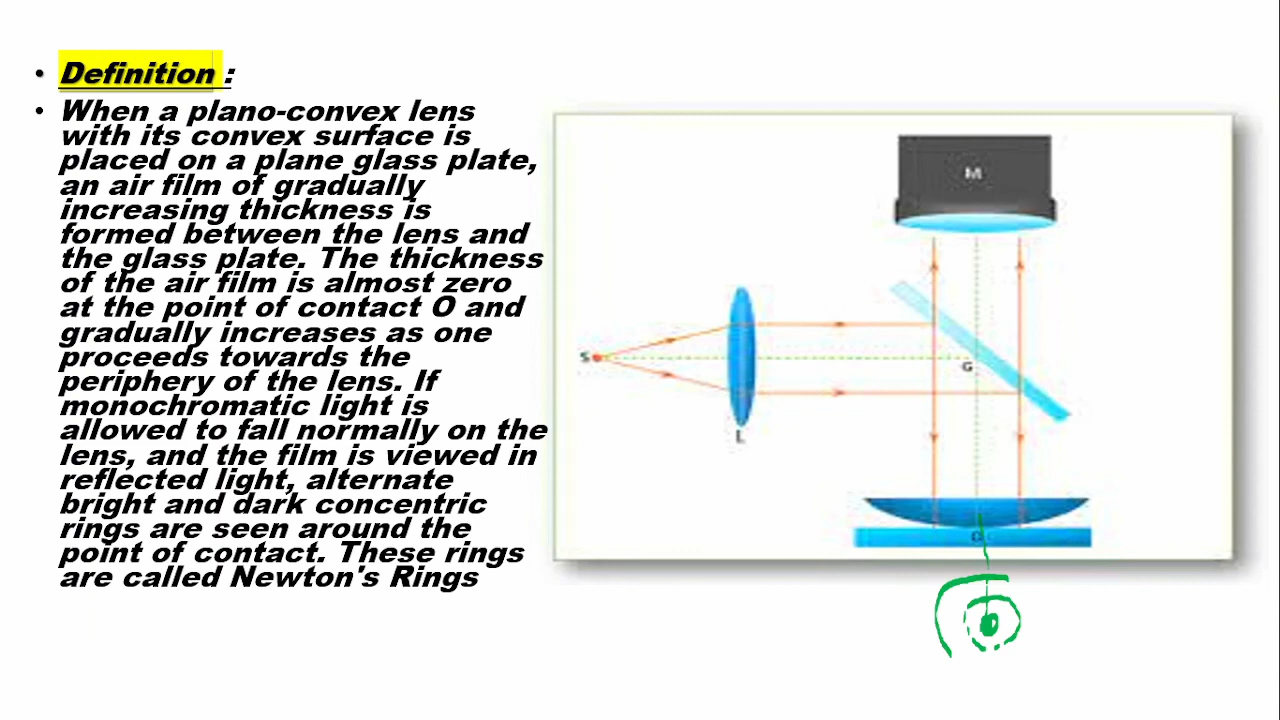 • Definition :
• When a plano-convex lens
with its convex surface is
placed on a plane glass plate,
an air film of gradually
increasing thickness is
formed between the lens and
the glass plate. The thickness
of the air film is almost zero
at the point of contact O and
gradually increases as one
proceeds towards the
periphery of the lens. If
monochromatic light is
allowed to fall normally on the
lens, and the film is viewed in
reflected light, alternate
bright and dark concentric
rings are seen around the
point of contact. These rings
are called Newton's Rings
M
S
G
L
O